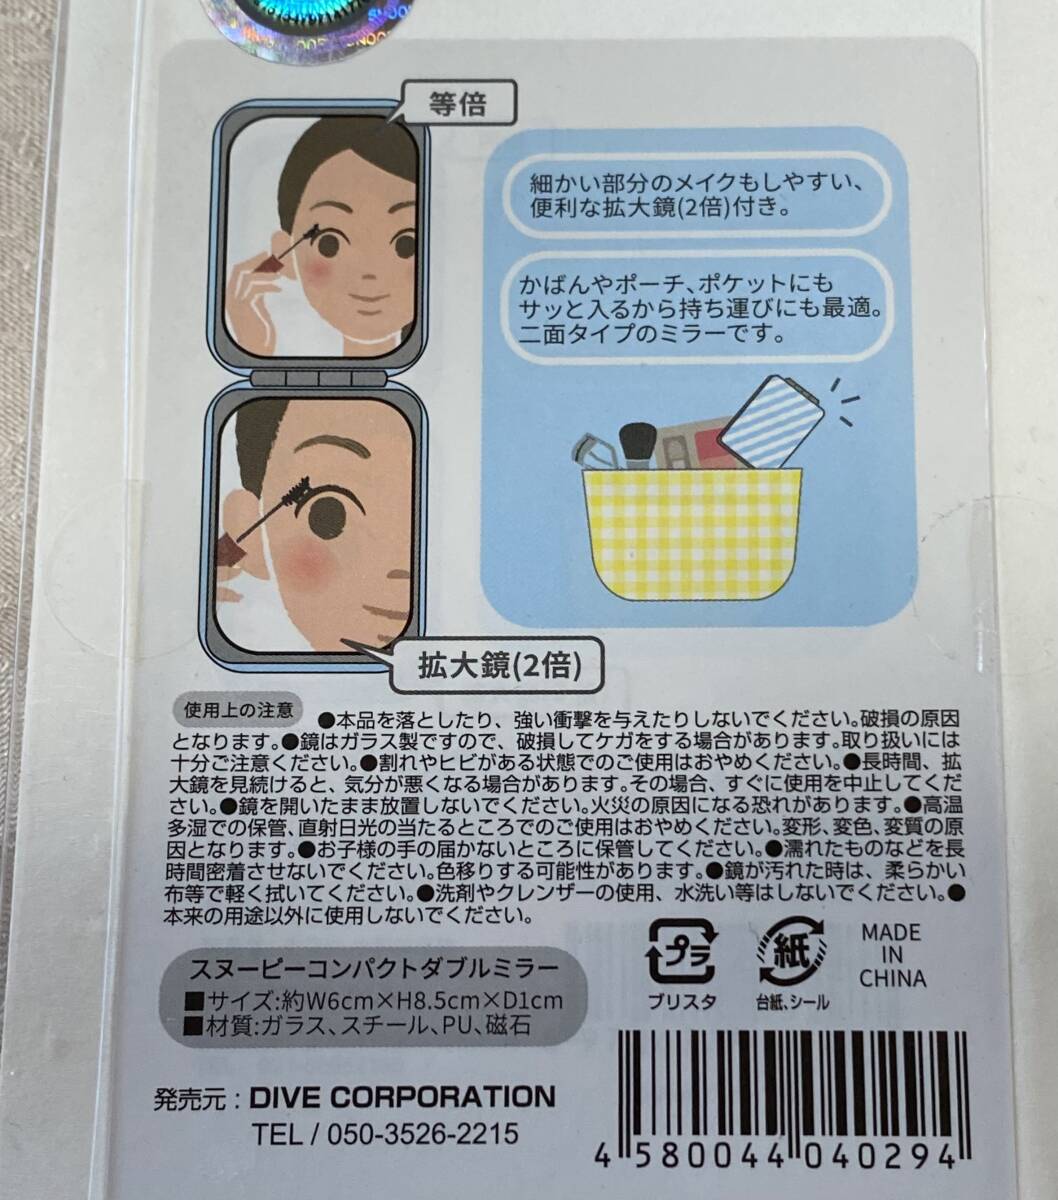 等倍
細かい部分のメイクもしやすい、
便利な拡大鏡(2倍)付き。
かばんやポーチ、ポケットにも
サッと入るから持ち運びにも最適。
二面タイプのミラーです。
拡大鏡(2倍)
使用上の注意 ●本品を落としたり、強い衝撃を与えたりしないでください。破損の原因
となります。●鏡はガラス製ですので、破損してケガをする場合があります。取り扱いには
十分ご注意ください。●割れやヒビがある状態でのご使用はおやめください。●長時間、拡
大鏡を見続けると、気分が悪くなる場合があります。その場合、すぐに使用を中止してくだ
さい。●鏡を開いたまま放置しないでください。火災の原因になる恐れがあります。●高温
多湿での保管、直射日光の当たるところでのご使用はおやめください。変形、変色、変質の原
因となります。●お子様の手の届かないところに保管してください。●濡れたものなどを長
時間密着させないでください。色移りする可能性があります。●鏡が汚れた時は、柔らかい
布等で軽く拭いてください。●洗剤やクレンザーの使用、水洗い等はしないでください。●
本来の用途以外に使用しないでください。
スヌーピーコンパクトダブルミラー
■サイズ:約W6cm×H8.5cm×D1cm
■材質:ガラス、スチール、PU、磁石
プラ
ブリスタ
紙
台紙、シール
MADE
IN
CHINA
発売元 : DIVE CORPORATION
TEL / 050-3526-2215
4 580044 040294